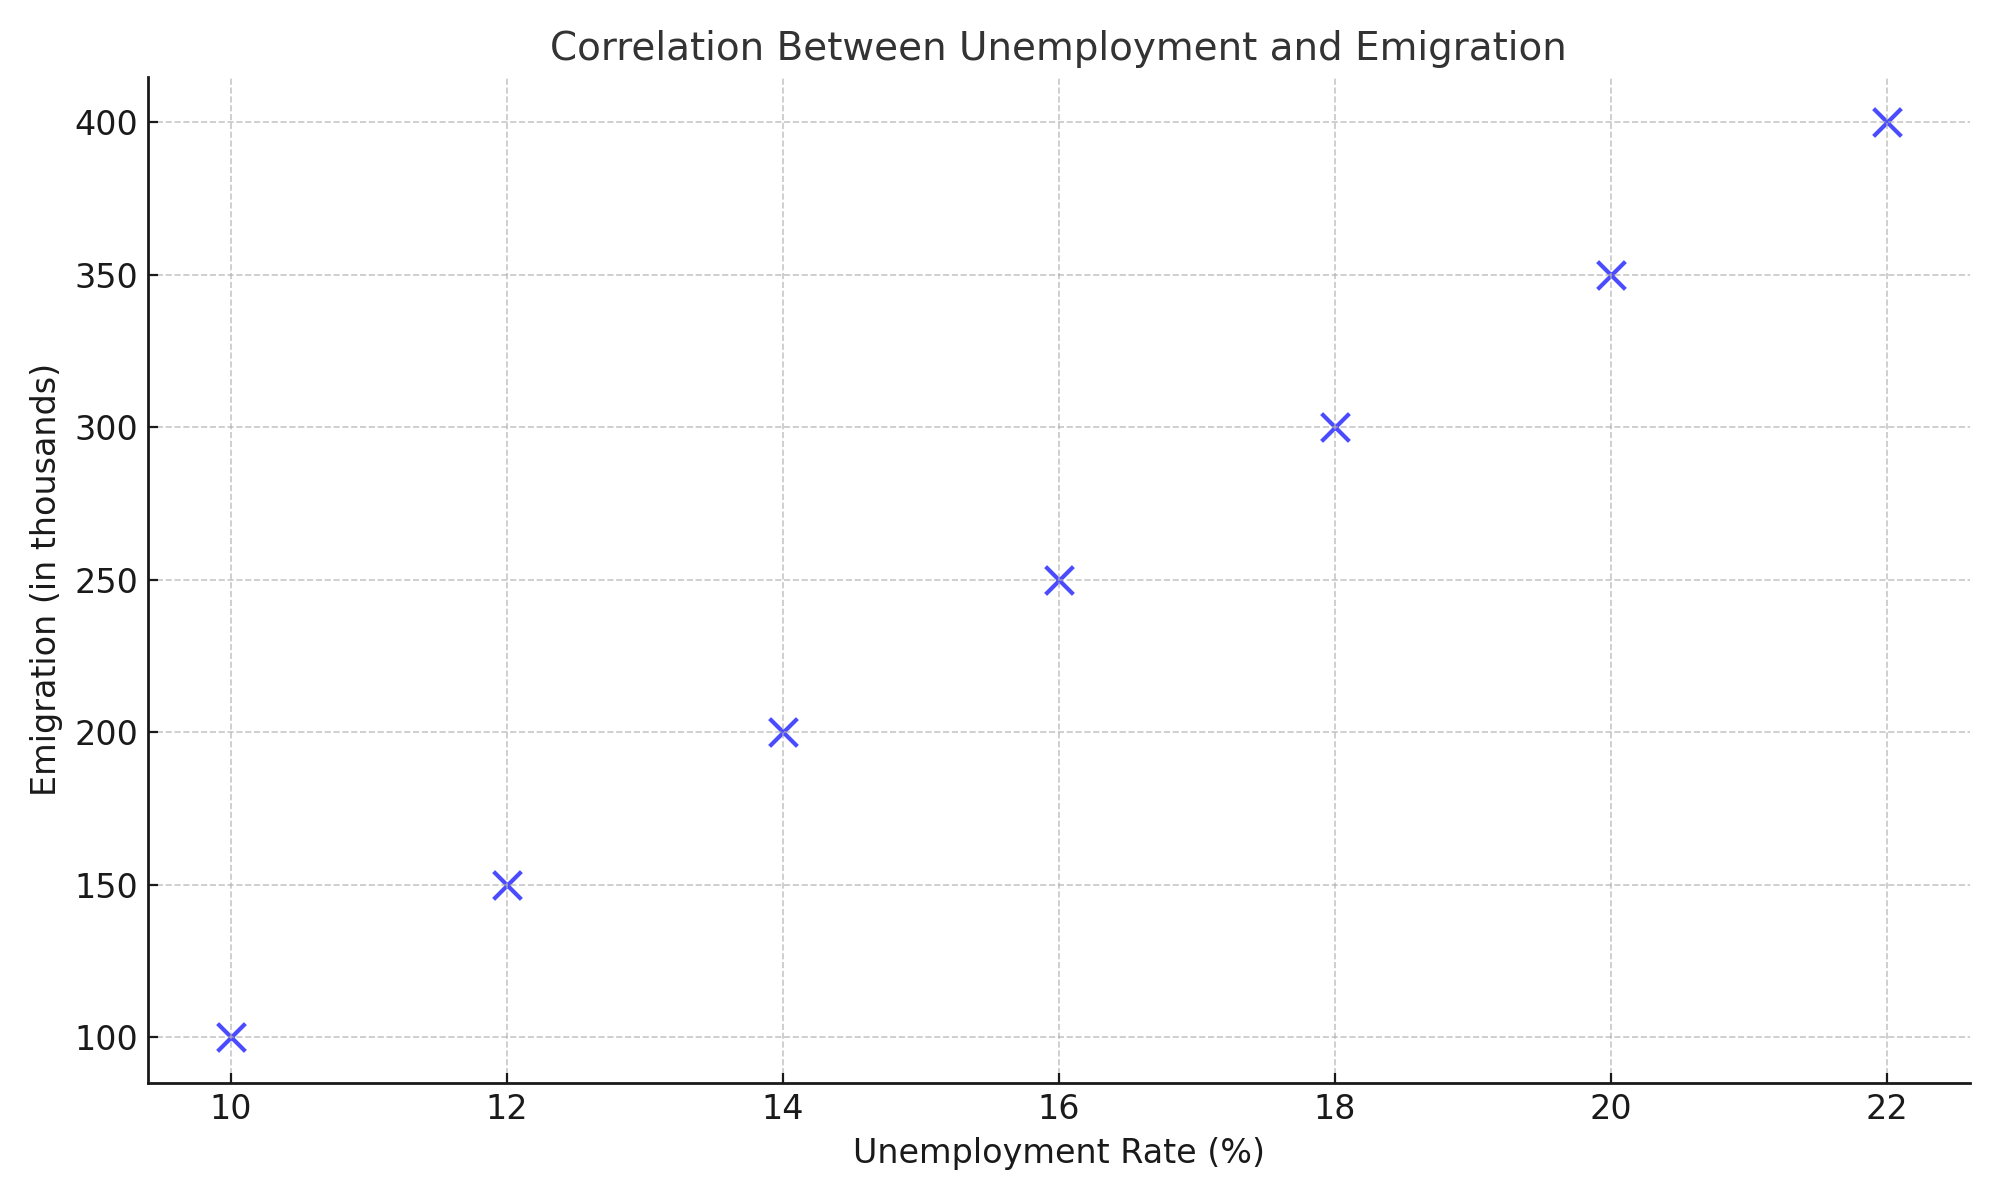 Correlation Between Unemployment and Emigration
Emigration (in thousands)
400
350
300
250
200
150
100
10 12 14 16 18 20 22
Unemployment Rate (%)